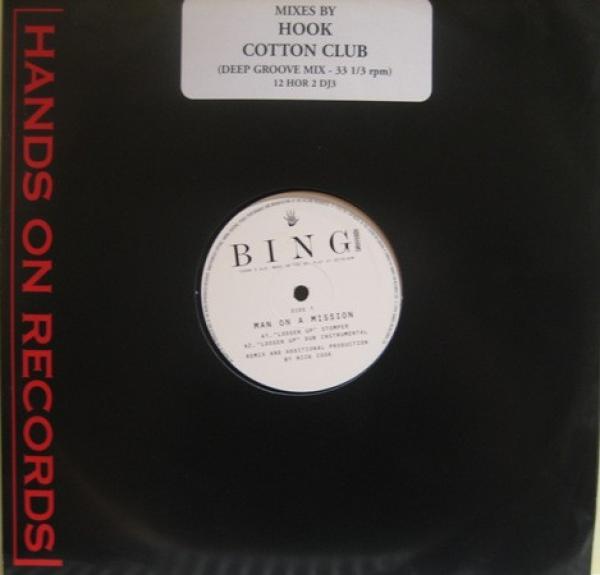 MIXES BY
HOOK
COTTON CLUB
(DEEP GROOVE MIX - 33 1/3 rpm)
12 HOR 2 DJ3
HANDS ON RECORDS
BING
SIDE
MAN ON A MISSION
A1. "LOOSEN UP" STOMPER
A2. "LOOSEN UP" DUB INSTRUMENTAL
REMIX AND ADDITIONAL PRODUCTION
BY NICK COOK